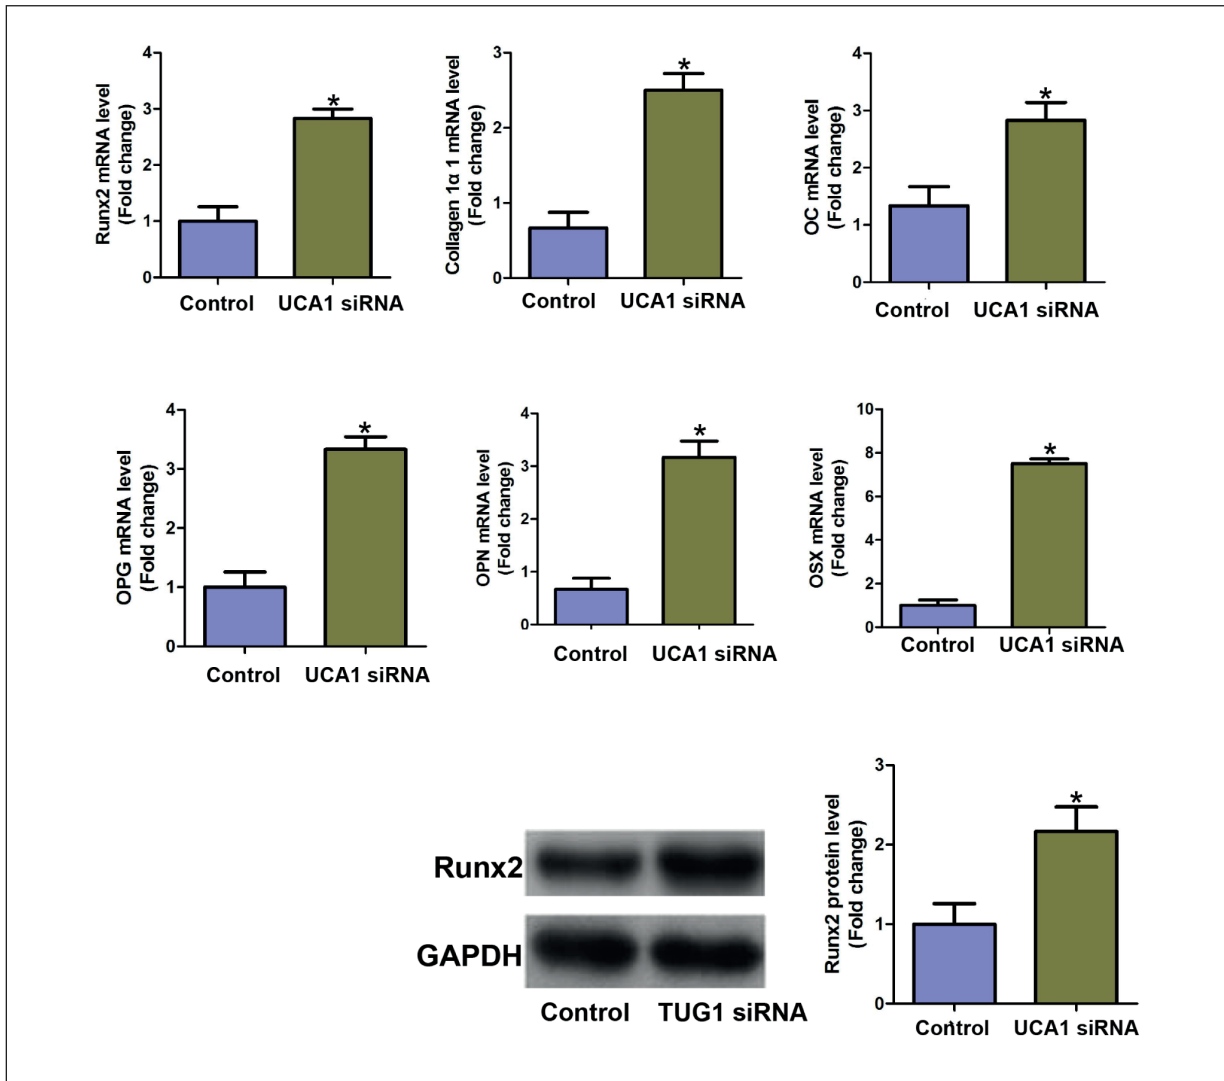 Runx2 mRNA level
(Fold change)
4
3
2
1
0
*
Control
UCA1 siRNA
Collagen 1α 1 mRNA level
(Fold change)
3
2
1
0
*
Control
UCA1 siRNA
OC mRNA level
(Fold change)
4
3
2
1
0
*
Control
UCA1 siRNA
OPG mRNA level
(Fold change)
4
3
2
1
0
*
Control
UCA1 siRNA
OPN mRNA level
(Fold change)
4
3
2
1
0
*
Control
UCA1 siRNA
OSX mRNA level
(Fold change)
10
8
6
4
2
0
*
Control
UCA1 siRNA
Runx2
GAPDH
Control
TUG1 siRNA
Runx2 protein level
(Fold change)
3
2
1
0
*
Control
UCA1 siRNA